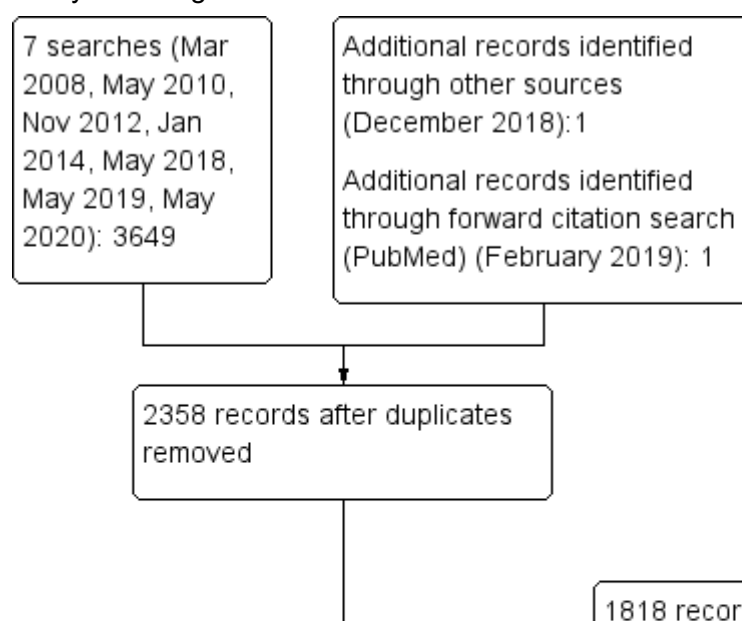 7 searches (Mar
2008, May 2010,
Nov 2012, Jan
2014, May 2018,
May 2019, May
2020): 3649
Additional records identified
through other sources
(December 2018):1
Additional records identified
through forward citation search
(PubMed) (February 2019): 1
2358 records after duplicates
removed
1818